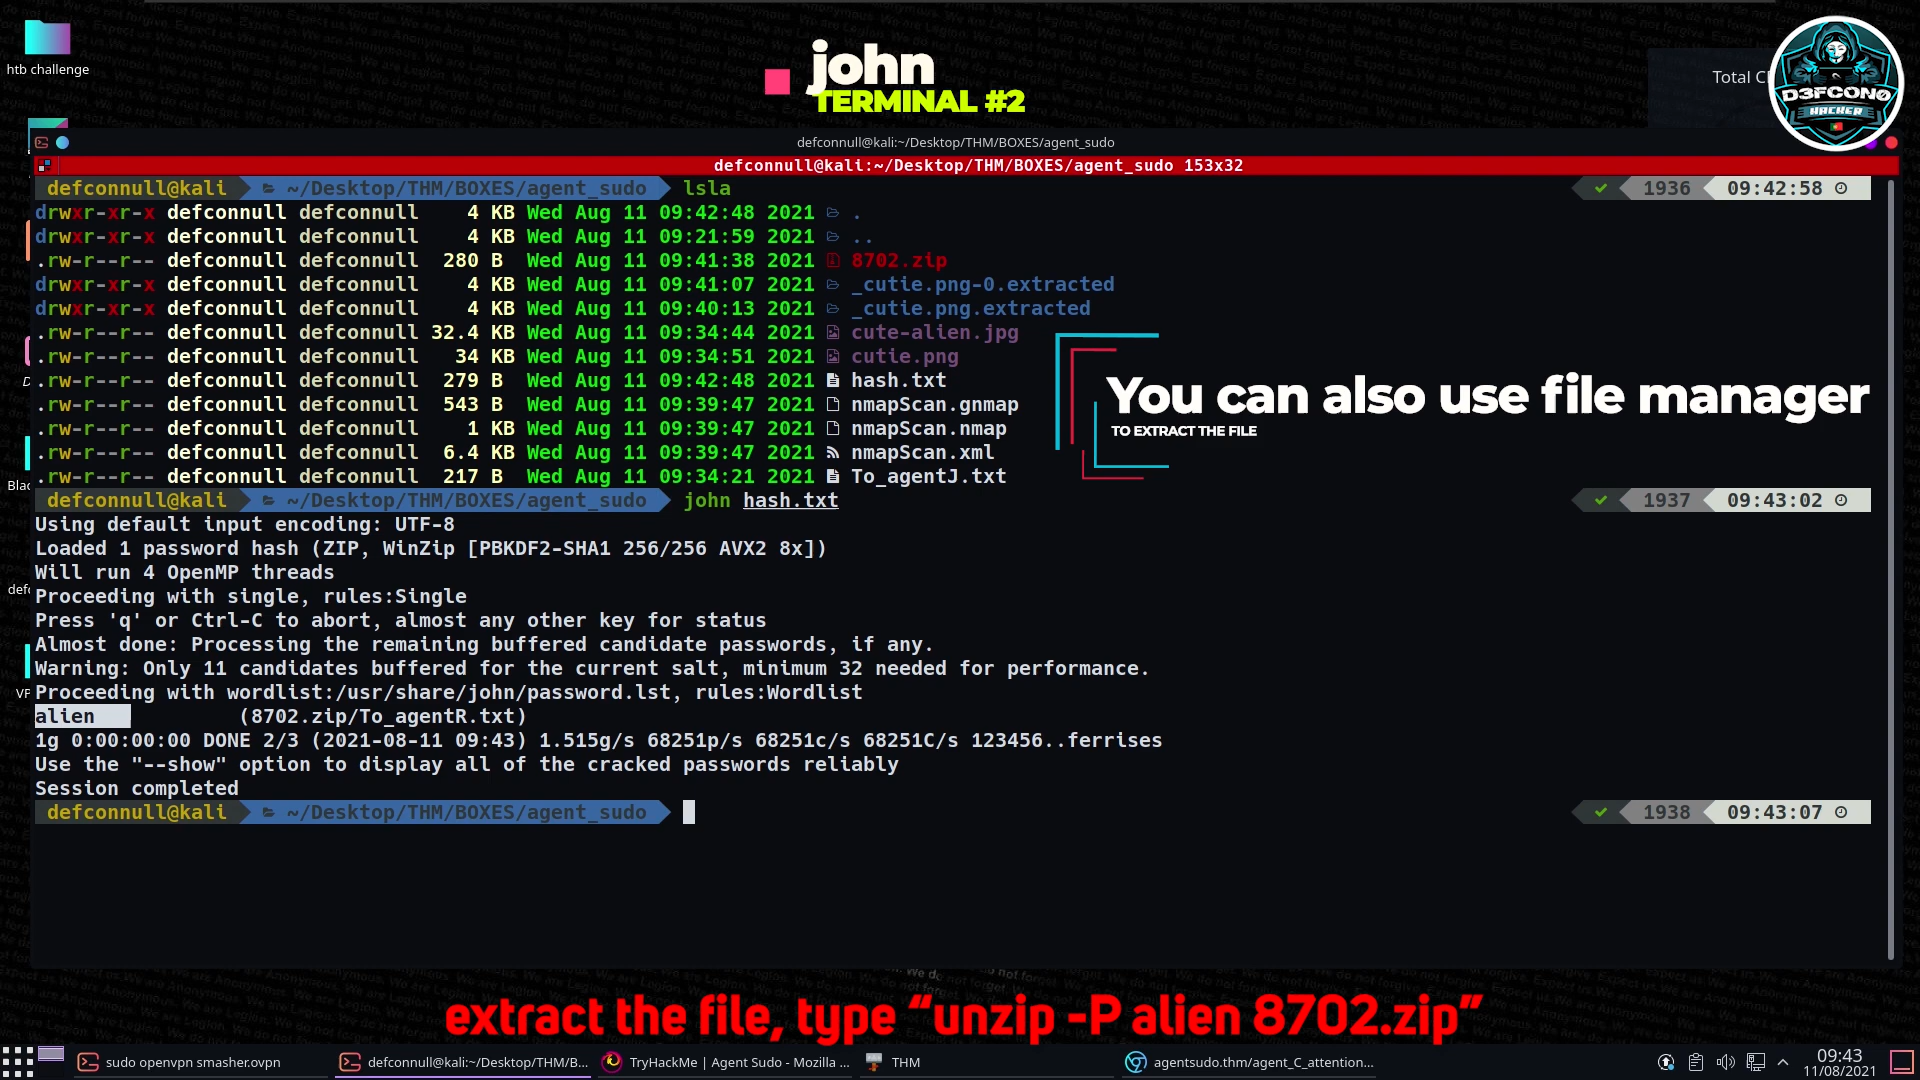 htb challenge
john
TERMINAL #2
Total C
D3FCON0
HACKER
defconnull@kali:~/Desktop/THM/BOXES/agent_sudo
defconnull@kali:~/Desktop/THM/BOXES/agent_sudo 153x32
defconnull@kali ~/Desktop/THM/BOXES/agent_sudo lsla 1936 09:42:58
drwxr-xr-x defconnull defconnull 4 KB Wed Aug 11 09:42:48 2021 .
drwxr-xr-x defconnull defconnull 4 KB Wed Aug 11 09:21:59 2021 ..
.rw-r--r-- defconnull defconnull 280 B Wed Aug 11 09:41:38 2021 8702.zip
drwxr-xr-x defconnull defconnull 4 KB Wed Aug 11 09:41:07 2021 _cutie.png-0.extracted
drwxr-xr-x defconnull defconnull 4 KB Wed Aug 11 09:40:13 2021 _cutie.png.extracted
.rw-r--r-- defconnull defconnull 32.4 KB Wed Aug 11 09:34:44 2021 cute-alien.jpg
.rw-r--r-- defconnull defconnull 34 KB Wed Aug 11 09:34:51 2021 cutie.png
.rw-r--r-- defconnull defconnull 279 B Wed Aug 11 09:42:48 2021 hash.txt
.rw-r--r-- defconnull defconnull 543 B Wed Aug 11 09:39:47 2021 nmapScan.gnmap
.rw-r--r-- defconnull defconnull 1 KB Wed Aug 11 09:39:47 2021 nmapScan.nmap
.rw-r--r-- defconnull defconnull 6.4 KB Wed Aug 11 09:39:47 2021 nmapScan.xml
.rw-r--r-- defconnull defconnull 217 B Wed Aug 11 09:34:21 2021 To_agentJ.txt
You can also use file manager
TO EXTRACT THE FILE
defconnull@kali ~/Desktop/THM/BOXES/agent_sudo john hash.txt 1937 09:43:02
Using default input encoding: UTF-8
Loaded 1 password hash (ZIP, WinZip [PBKDF2-SHA1 256/256 AVX2 8x])
Will run 4 OpenMP threads
Proceeding with single, rules:Single
Press 'q' or Ctrl-C to abort, almost any other key for status
Almost done: Processing the remaining buffered candidate passwords, if any.
Warning: Only 11 candidates buffered for the current salt, minimum 32 needed for performance.
Proceeding with wordlist:/usr/share/john/password.lst, rules:Wordlist
alien (8702.zip/To_agentR.txt)
1g 0:00:00:00 DONE 2/3 (2021-08-11 09:43) 1.515g/s 68251p/s 68251c/s 68251C/s 123456..ferrises
Use the "--show" option to display all of the cracked passwords reliably
Session completed
defconnull@kali ~/Desktop/THM/BOXES/agent_sudo 1938 09:43:07
extract the file, type “unzip -P alien 8702.zip”
sudo openvpn smasher.ovpn
defconnull@kali:~/Desktop/THM/B...
TryHackMe | Agent Sudo - Mozilla ...
THM
agentsudo.thm/agent_C_attention...
09:43
11/08/2021